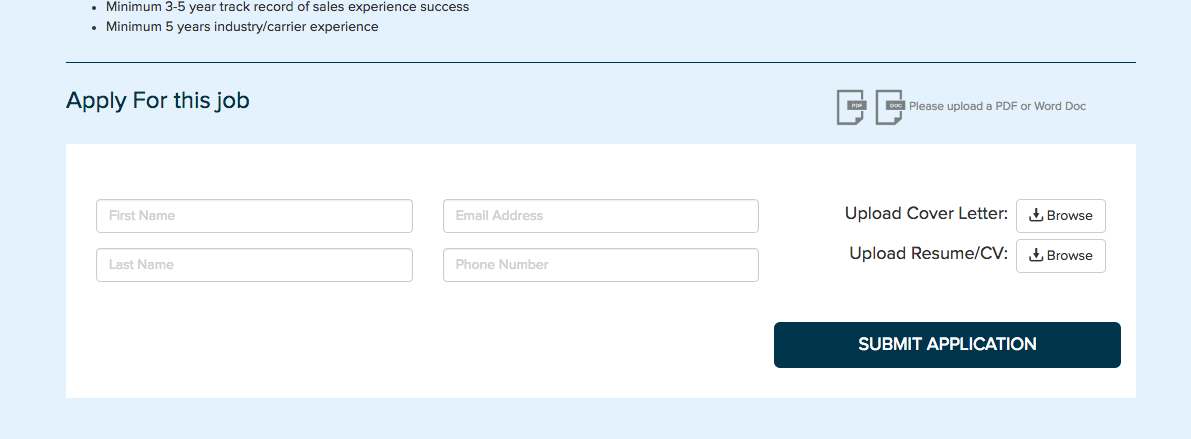 Minimum 3-5 year track record of sales experience success
Minimum 5 years industry/carrier experience
Apply For this job
PDF DOC Please upload a PDF or Word Doc
First Name Email Address Upload Cover Letter: Browse
Last Name Phone Number Upload Resume/CV: Browse
SUBMIT APPLICATION